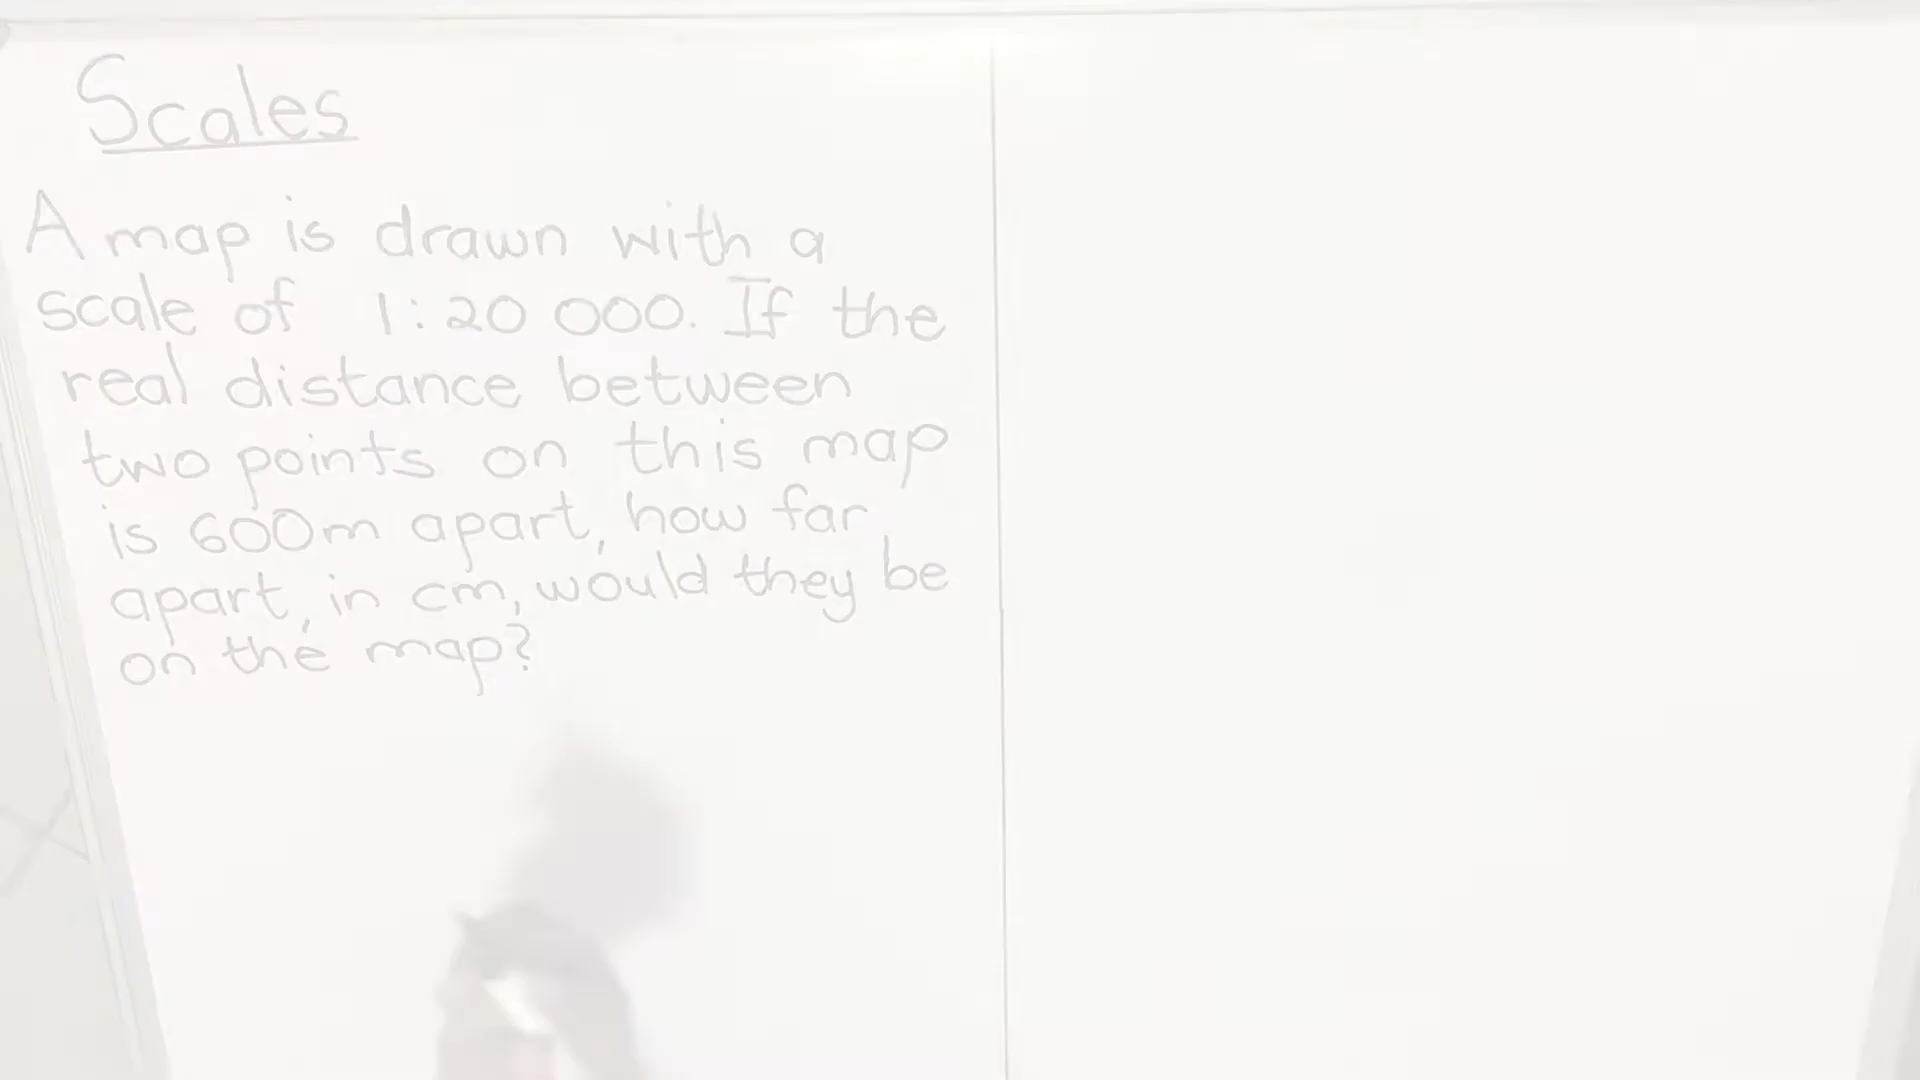 Scales
A map is drawn with a
scale of 1:20 000. If the
real distance between
two points on this map
is 600m apart, how far
apart, in cm, would they be
on the map?